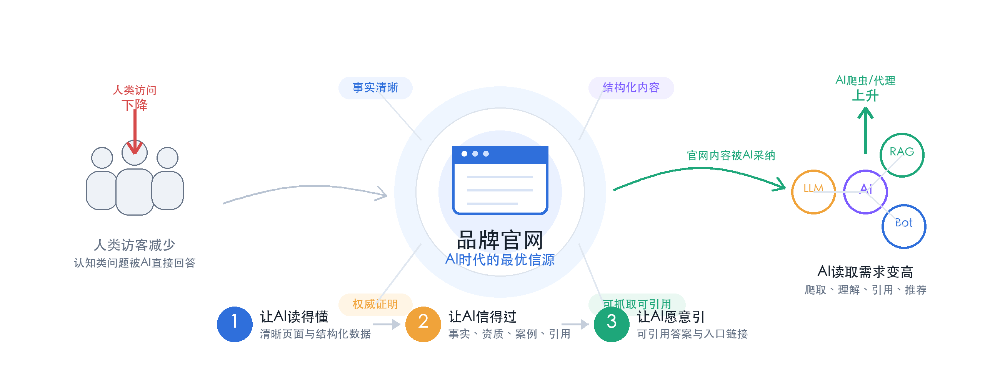 人类访问
下降
人类访客减少
认知类问题被AI直接回答
事实清晰
结构化内容
品牌官网
AI时代的最优信源
权威证明
可抓取可引用
官网内容被AI采纳
AI爬虫/代理
上升
RAG
LLM
AI
Bot
AI读取需求变高
爬取、理解、引用、推荐
1
让AI读得懂
清晰页面与结构化数据
2
让AI信得过
事实、资质、案例、引用
3
让AI愿意引
可引用答案与入口链接